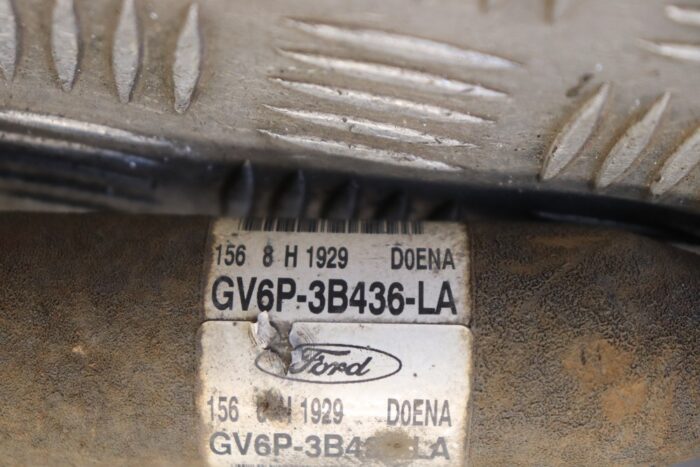 156 8 H 1929 D0ENA
GV6P-3B436-LA
Ford
156 H 1929 D0ENA
GV6P-3B4 LA